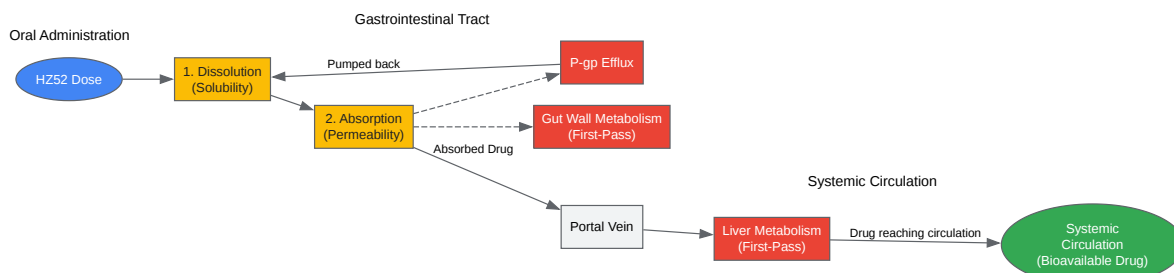 Gastrointestinal Tract
Oral Administration
HZ52 Dose
1. Dissolution
(Solubility)
Pumped back
P-gp Efflux
2. Absorption
(Permeability)
Gut Wall Metabolism
(First-Pass)
Absorbed Drug
Systemic Circulation
Portal Vein
Liver Metabolism
(First-Pass)
Drug reaching circulation
Systemic
Circulation
(Bioavailable Drug)